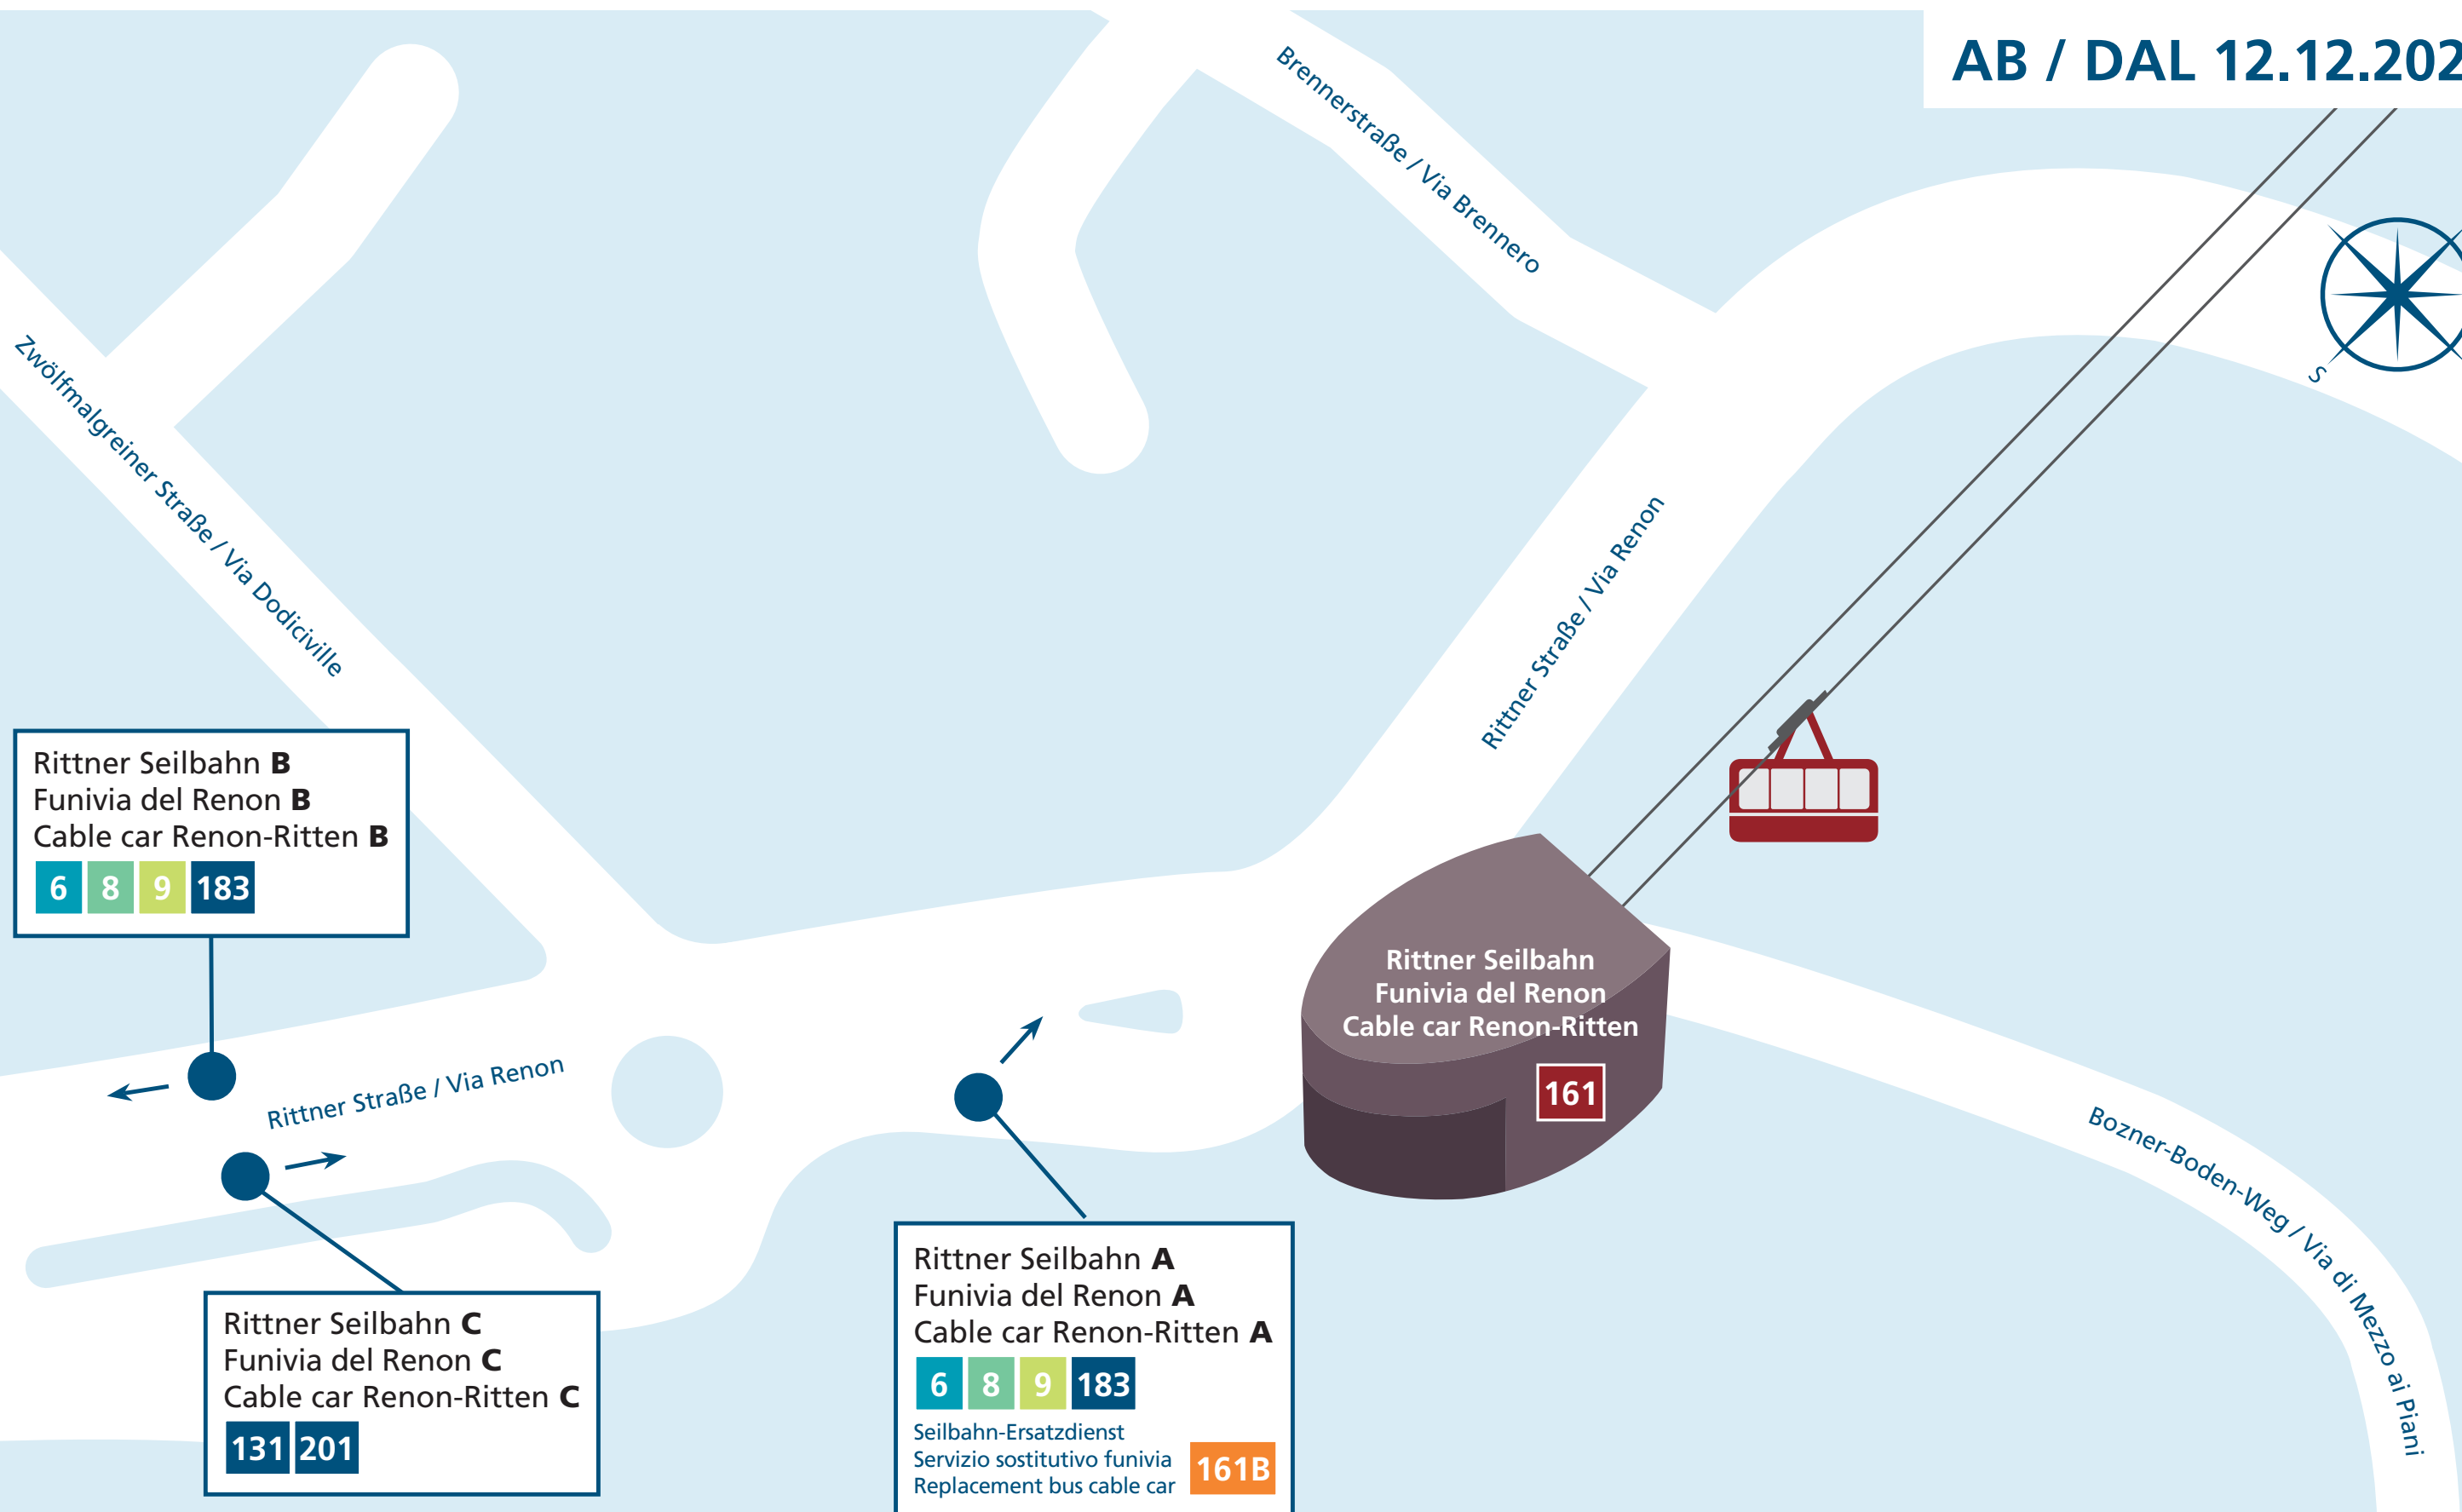 AB / DAL 12.12.202
Brennerstraße / Via Brennero
S
Zwölfmalgreiner Straße / Via Dodiciville
Rittner Straße / Via Renon
Rittner Seilbahn B
Funivia del Renon B
Cable car Renon-Ritten B
6 8 9 183
Rittner Seilbahn
Funivia del Renon
Cable car Renon-Ritten
161
Rittner Straße / Via Renon
Bozner-Boden-Weg / Via di Mezzo ai Piani
Rittner Seilbahn A
Funivia del Renon A
Cable car Renon-Ritten A
6 8 9 183
Seilbahn-Ersatzdienst
Servizio sostitutivo funivia
Replacement bus cable car
161B
Rittner Seilbahn C
Funivia del Renon C
Cable car Renon-Ritten C
131 201